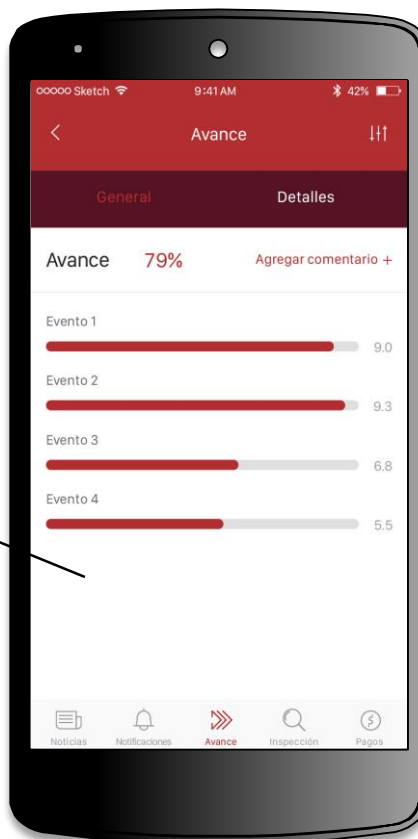 ooooo Sketch 9:41 AM 42%
Avance
General Detalles
Avance 79% Agregar comentario +
Evento 1
9.0
Evento 2
9.3
Evento 3
6.8
Evento 4
5.5
Noticias Notificaciones Avance Inspección Pagos